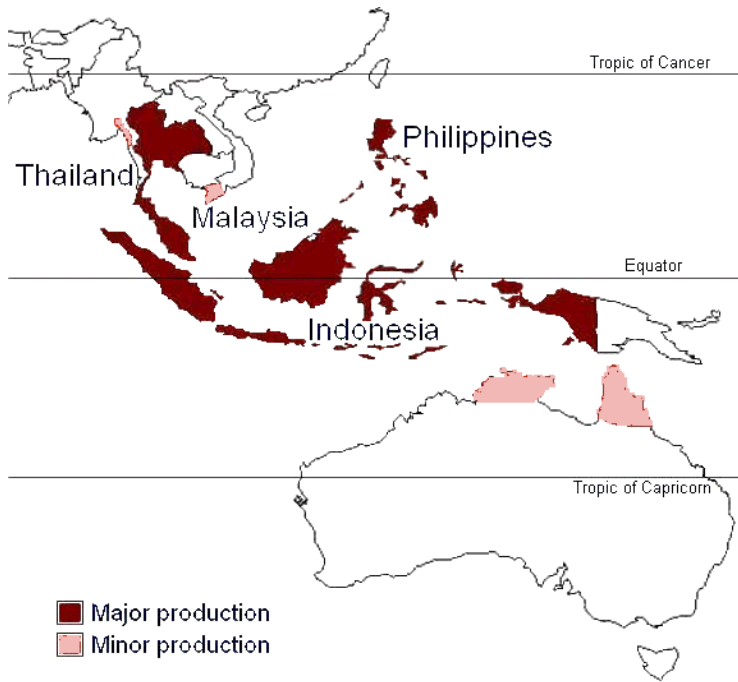 Tropic of Cancer
Philippines
Thailand
Malaysia
Equator
Indonesia
Tropic of Capricorn
Major production
Minor production